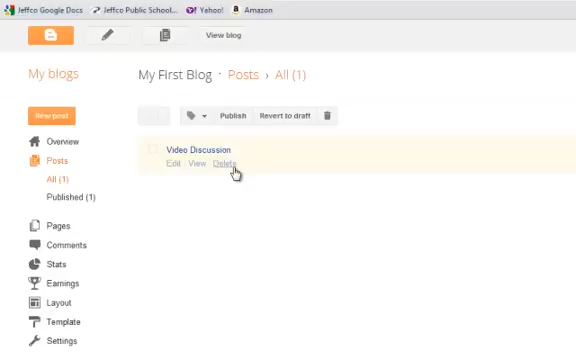 Jeffco Google Docs Jeffco Public School... Yahoo! Amazon
View blog
My blogs
My First Blog · Posts › All (1)
New post
Publish Revert to draft
Overview
Video Discussion
Posts
Edit | View | Delete
All (1)
Published (1)
Pages
Comments
Stats
Earnings
Layout
Template
Settings